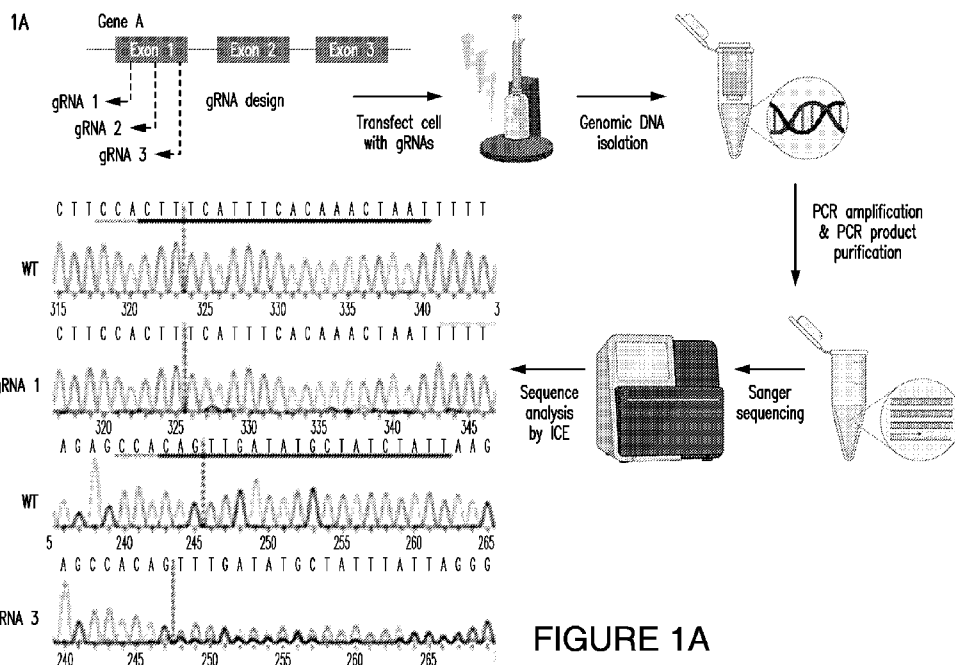 1A
Gene A
Exon 1
Exon 2
Exon 3
gRNA 1
gRNA 2
gRNA 3
gRNA design
Transfect cell
with gRNAs
Genomic DNA
isolation
PCR amplification
& PCR product
purification
Sanger
sequencing
Sequence
analysis
by ICE
C T T C C A C T T T C A T T T C A C A A A C T A A T T T T T
WT
315 320 325 330 335 340 3
C T T C C A C T T T C A T T T C A C A A A C T A A T T T T T
gRNA 1
320 325 330 335 340 345
A G A G C C A C A G T T G A T A T G C T A T C T A T T A A G
WT
5 240 245 250 255 260 265
A G C C A C A G T T T G A T A T G C T A T T T A T T A G G G
RNA 3
240 245 250 255 260 265
FIGURE 1A